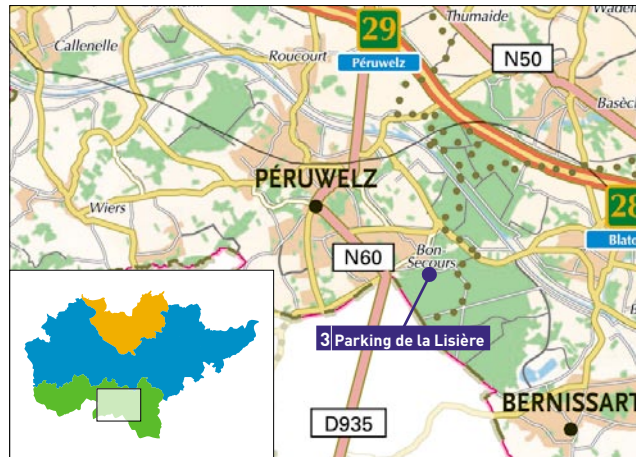 Thumaide
Callenelle
29
Péruwelz
Roucourt
N50
Basècl
PÉRUWELZ
Wiers
28
Blato
N60
Bon
Secours
3 Parking de la Lisière
BERNISSART
D935